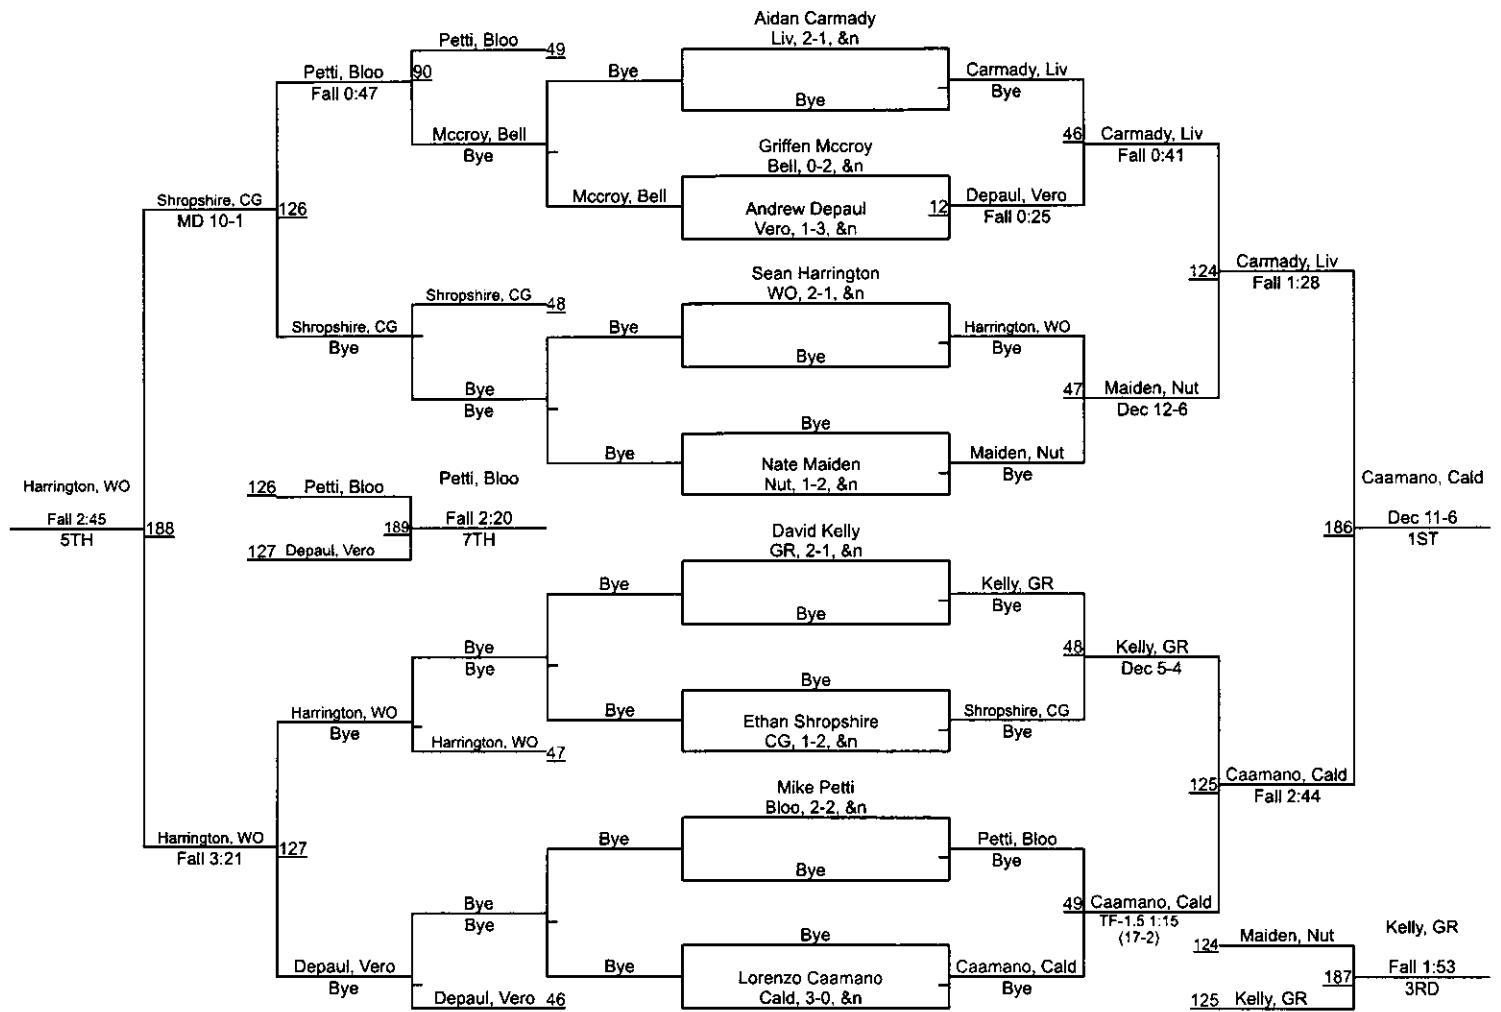 Aidan Carmady
Liv, 2-1, &n
Petti, Bloo
49
Petti, Bloo
90
Fall 0:47
Bye
Bye
Carmady, Liv
Bye
Mccroy, Bell
Bye
Griffen Mccroy
Bell, 0-2, &n
46
Carmady, Liv
Fall 0:41
Shropshire, CG
126
MD 10-1
Mccroy, Bell
Andrew Depaul
Vero, 1-3, &n
12
Depaul, Vero
Fall 0:25
Sean Harrington
WO, 2-1, &n
124
Carmady, Liv
Fall 1:28
Shropshire, CG
48
Shropshire, CG
Bye
Bye
Bye
Harrington, WO
Bye
Bye
Bye
47
Maiden, Nut
Dec 12-6
Bye
Bye
Nate Maiden
Nut, 1-2, &n
Maiden, Nut
Bye
Harrington, WO
Fall 2:45
5TH
188
126
Petti, Bloo
127
Depaul, Vero
189
Petti, Bloo
Fall 2:20
7TH
Caamano, Cald
186
Dec 11-6
1ST
David Kelly
GR, 2-1, &n
Bye
Bye
Kelly, GR
Bye
Bye
Bye
48
Kelly, GR
Dec 5-4
Bye
Harrington, WO
Bye
Harrington, WO
47
Bye
Ethan Shropshire
CG, 1-2, &n
Shropshire, CG
Bye
Mike Petti
Bloo, 2-2, &n
125
Caamano, Cald
Fall 2:44
Harrington, WO
127
Fall 3:21
Bye
Bye
Petti, Bloo
Bye
Bye
Bye
49
Caamano, Cald
TF-1.5 1:15
(17-2)
Bye
Depaul, Vero
Bye
Depaul, Vero
46
Bye
Lorenzo Caamano
Cald, 3-0, &n
Caamano, Cald
Bye
124
Maiden, Nut
125
Kelly, GR
187
Kelly, GR
Fall 1:53
3RD